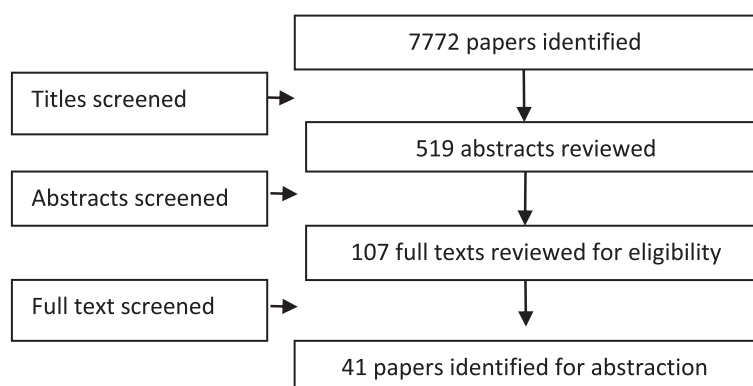 7772 papers identified
Titles screened
519 abstracts reviewed
Abstracts screened
107 full texts reviewed for eligibility
Full text screened
41 papers identified for abstraction